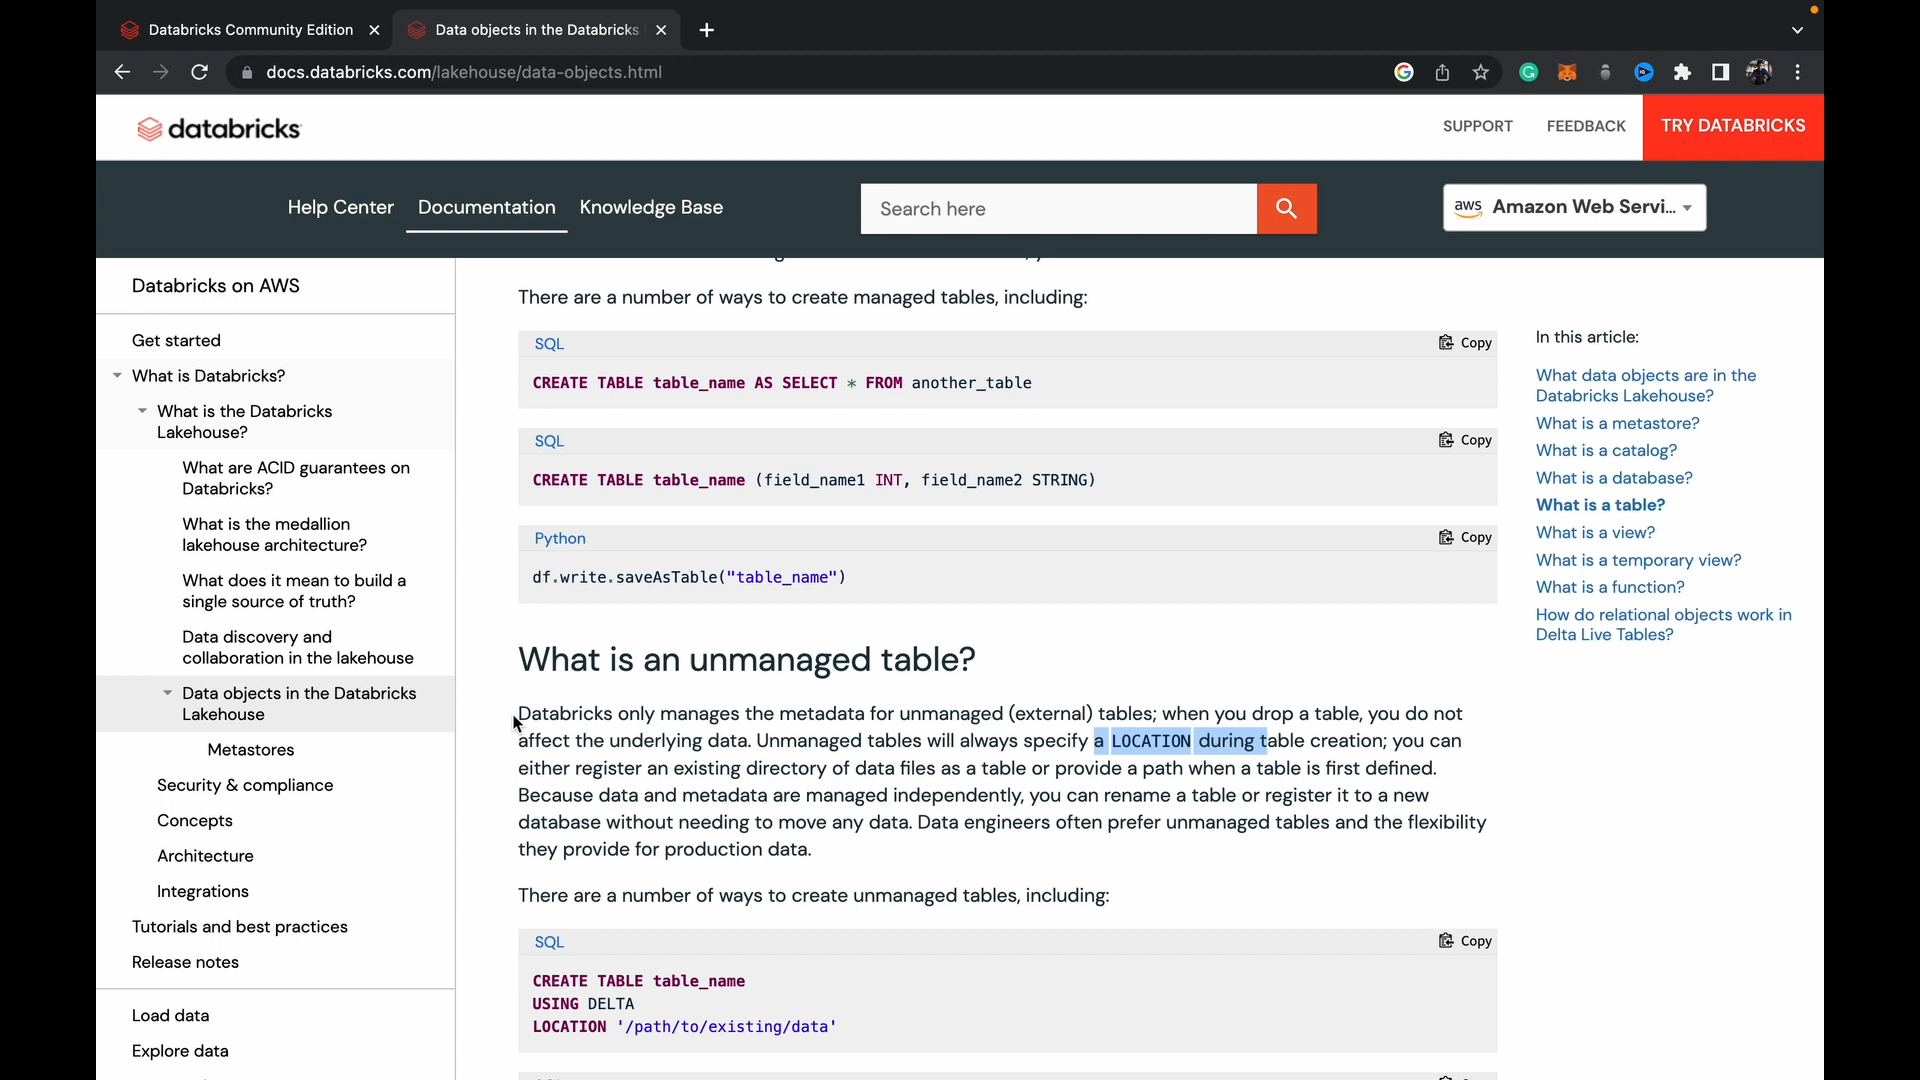 Databricks Community Edition
Data objects in the Databricks
docs.databricks.com/lakehouse/data-objects.html
databricks
SUPPORT
FEEDBACK
TRY DATABRICKS
Help Center
Documentation
Knowledge Base
Search here
aws Amazon Web Servi...
Databricks on AWS
Get started
What is Databricks?
What is the Databricks
Lakehouse?
What are ACID guarantees on
Databricks?
What is the medallion
lakehouse architecture?
What does it mean to build a
single source of truth?
Data discovery and
collaboration in the lakehouse
Data objects in the Databricks
Lakehouse
Metastores
Security & compliance
Concepts
Architecture
Integrations
Tutorials and best practices
Release notes
Load data
Explore data
There are a number of ways to create managed tables, including:
SQL
Copy
CREATE TABLE table_name AS SELECT * FROM another_table
SQL
Copy
CREATE TABLE table_name (field_name1 INT, field_name2 STRING)
Python
Copy
df.write.saveAsTable("table_name")
What is an unmanaged table?
Databricks only manages the metadata for unmanaged (external) tables; when you drop a table, you do not
affect the underlying data. Unmanaged tables will always specify a LOCATION during table creation; you can
either register an existing directory of data files as a table or provide a path when a table is first defined.
Because data and metadata are managed independently, you can rename a table or register it to a new
database without needing to move any data. Data engineers often prefer unmanaged tables and the flexibility
they provide for production data.
There are a number of ways to create unmanaged tables, including:
SQL
Copy
CREATE TABLE table_name
USING DELTA
LOCATION '/path/to/existing/data'
In this article:
What data objects are in the
Databricks Lakehouse?
What is a metastore?
What is a catalog?
What is a database?
What is a table?
What is a view?
What is a temporary view?
What is a function?
How do relational objects work in
Delta Live Tables?